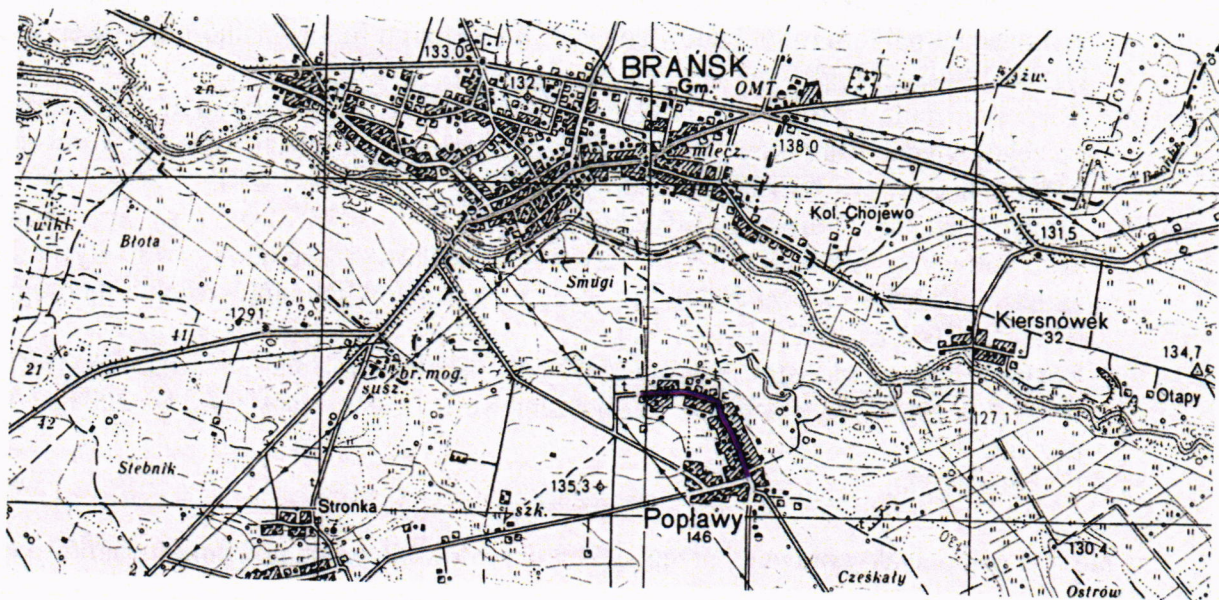 133,0
BRAŃSK
Gm.
OMT
żw.
zn.
132,1
mlecz.
138,0
Kol. Chojewo
131,5
Błota
Smugi
129,1
41
Kiersnówek
32
134,7
21
br. mog.
susz.
Otapy
42
127,1
Stebnik
135,3
Stronka
szk.
Popławy
146
130,4
2
Cześkały
Ostrów